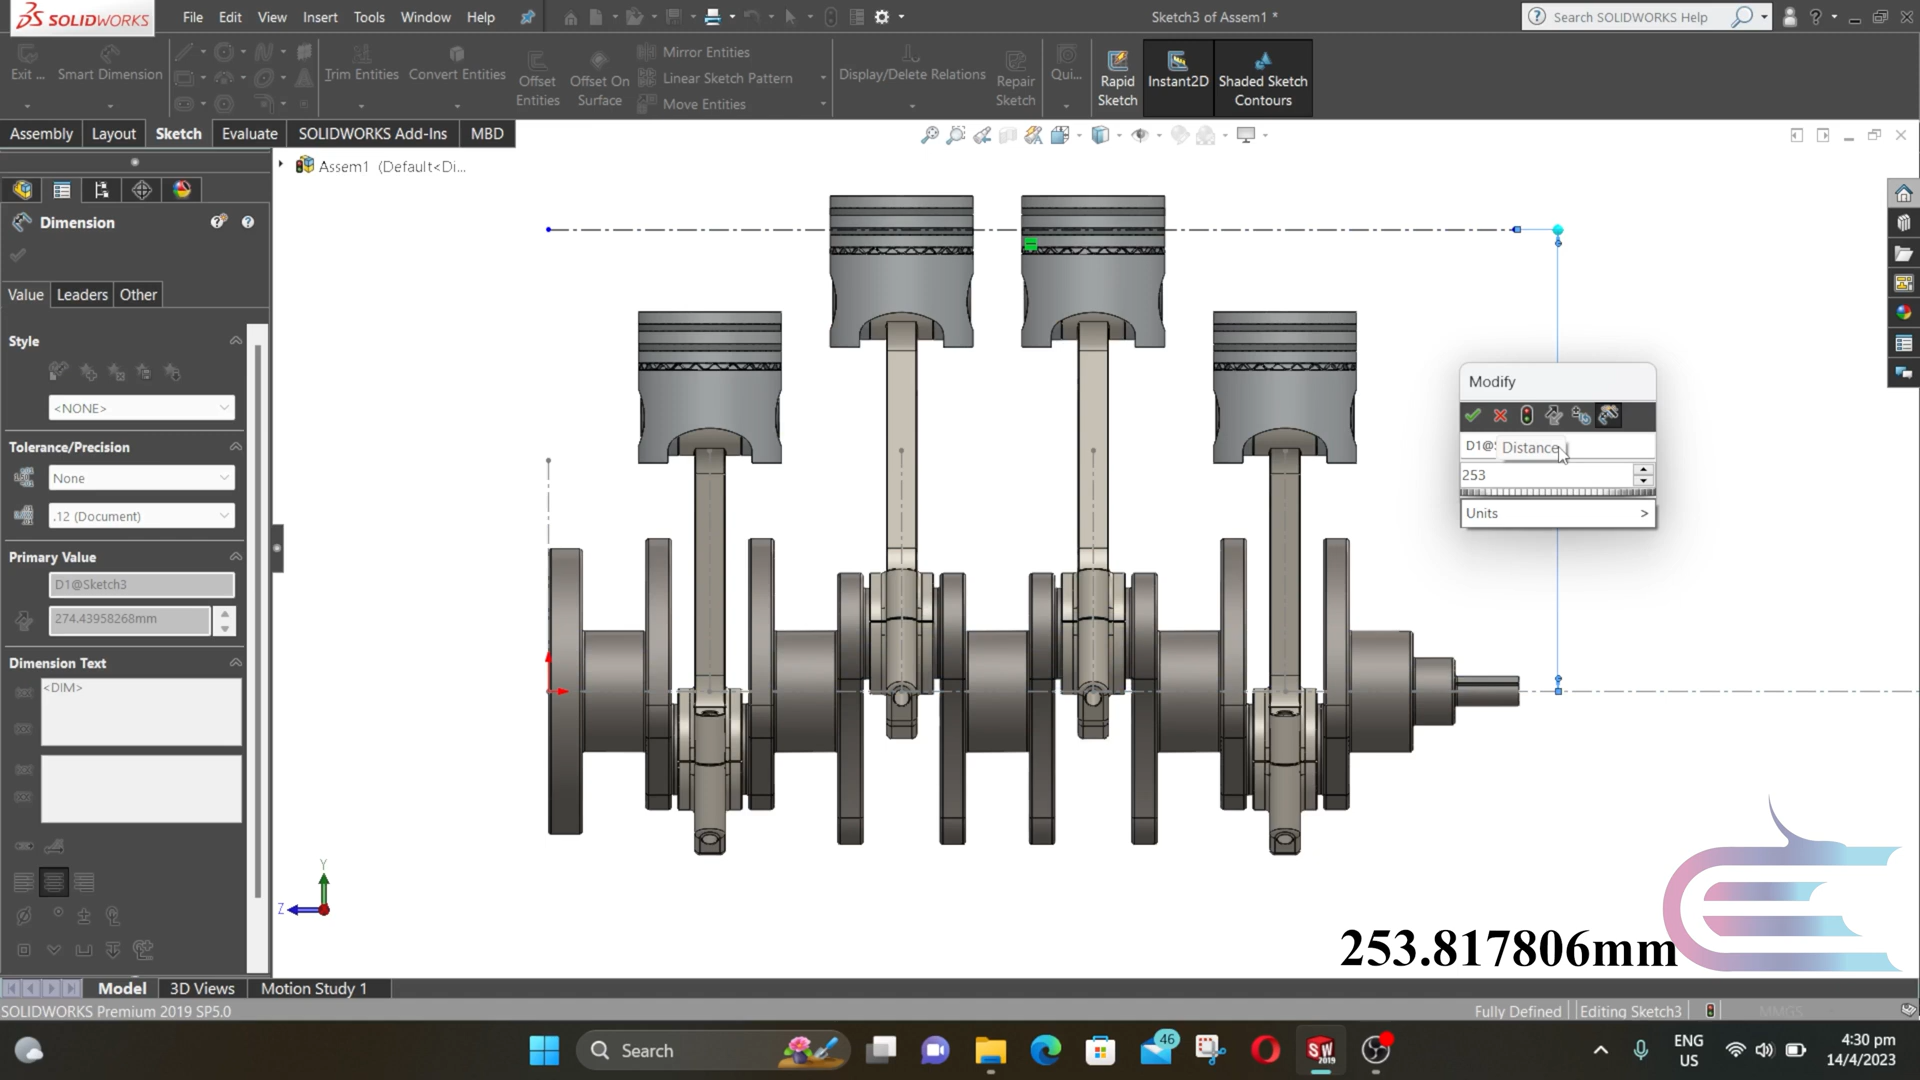 SOLIDWORKS
File Edit View Insert Tools Window Help
Sketch3 of Assem1 *
Search SOLIDWORKS Help
Exit ...
Smart Dimension
Trim Entities
Convert Entities
Offset Entities
Offset On Surface
Mirror Entities
Linear Sketch Pattern
Move Entities
Display/Delete Relations
Repair Sketch
Qui...
Rapid Sketch
Instant2D
Shaded Sketch Contours
Assembly Layout Sketch Evaluate SOLIDWORKS Add-Ins MBD
Assem1 (Default<Di...
Dimension
Value Leaders Other
Style
<NONE>
Tolerance/Precision
None
.12 (Document)
Primary Value
D1@Sketch3
274.43958268mm
Dimension Text
<DIM>
Modify
D1@S
Distance
253
Units >
Y
Z
253.817806mm
Model 3D Views Motion Study 1
SOLIDWORKS Premium 2019 SP5.0
Fully Defined
Editing Sketch3
MMGS
Search
46
SW
2019
ENG
US
4:30 pm
14/4/2023